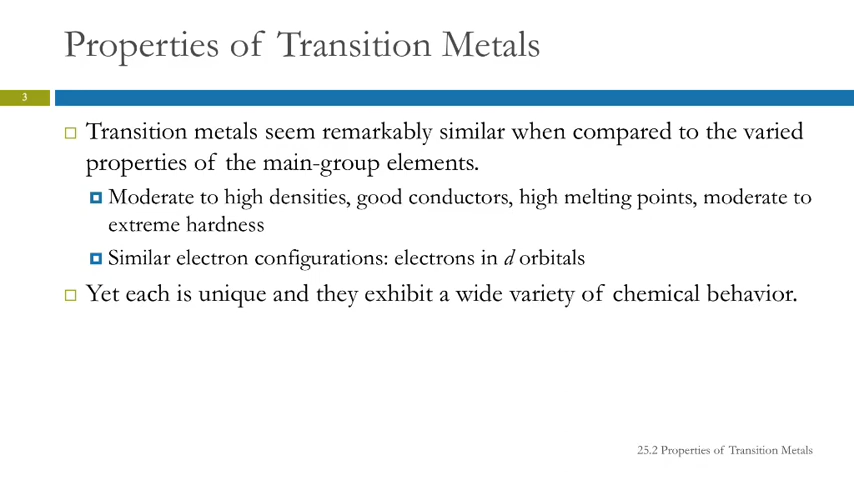 Properties of Transition Metals
3
Transition metals seem remarkably similar when compared to the varied
properties of the main-group elements.
Moderate to high densities, good conductors, high melting points, moderate to
extreme hardness
Similar electron configurations: electrons in d orbitals
Yet each is unique and they exhibit a wide variety of chemical behavior.
25.2 Properties of Transition Metals